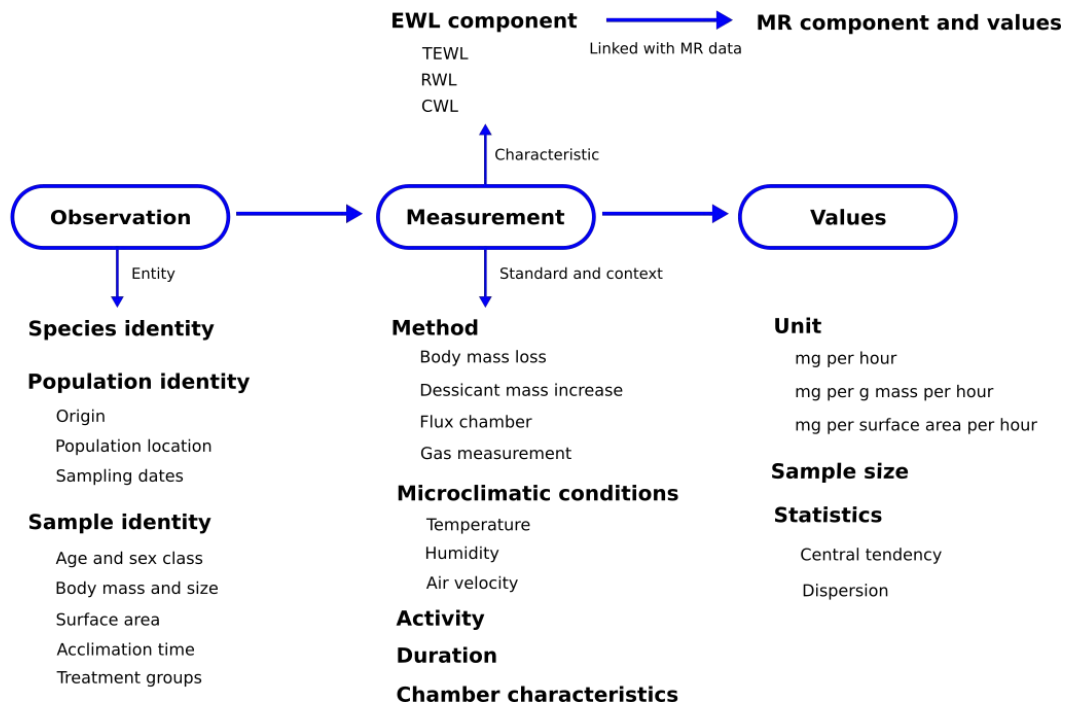 EWL component
Linked with MR data
MR component and values
TEWL
RWL
CWL
Characteristic
Observation
Measurement
Values
Entity
Standard and context
Species identity
Population identity
Origin
Population location
Sampling dates
Sample identity
Age and sex class
Body mass and size
Surface area
Acclimation time
Treatment groups
Method
Body mass loss
Dessicant mass increase
Flux chamber
Gas measurement
Microclimatic conditions
Temperature
Humidity
Air velocity
Activity
Duration
Chamber characteristics
Unit
mg per hour
mg per g mass per hour
mg per surface area per hour
Sample size
Statistics
Central tendency
Dispersion